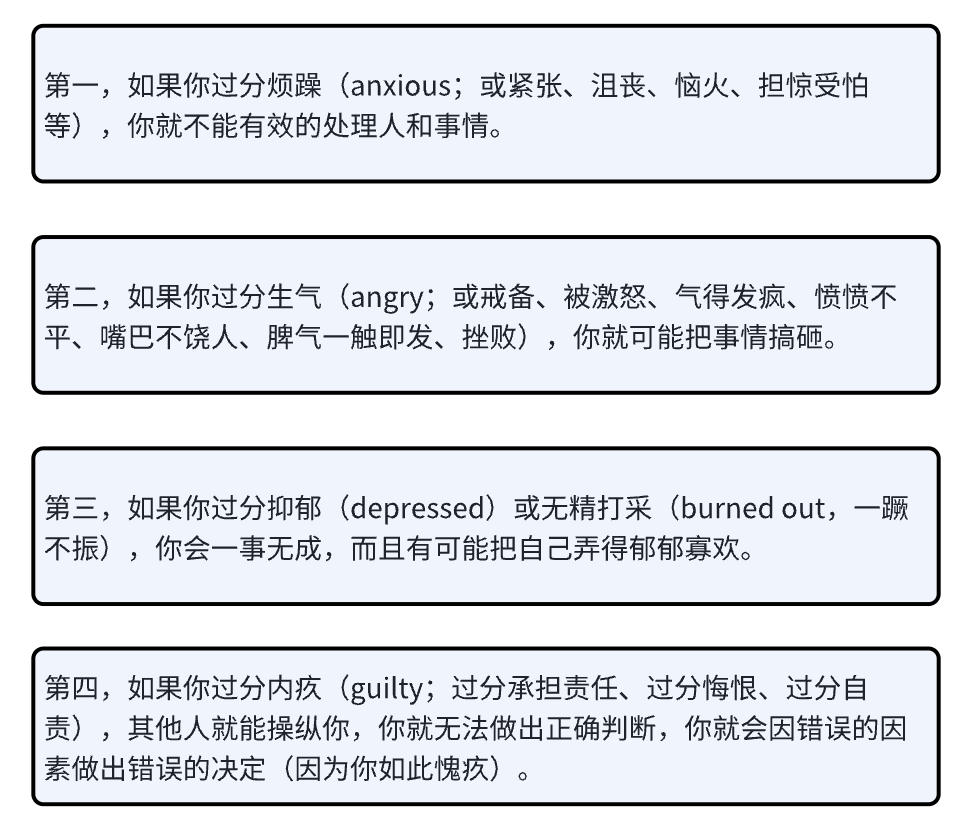 第一，如果你过分烦躁（anxious；或紧张、沮丧、恼火、担惊受怕
等），你就不能有效的处理人和事情。
第二，如果你过分生气（angry；或戒备、被激怒、气得发疯、愤愤不
平、嘴巴不饶人、脾气一触即发、挫败），你就可能把事情搞砸。
第三，如果你过分抑郁（depressed）或无精打采（burned out，一蹶
不振），你会一事无成，而且有可能把自己弄得郁郁寡欢。
第四，如果你过分内疚（guilty；过分承担责任、过分悔恨、过分自
责），其他人就能操纵你，你就无法做出正确判断，你就会因错误的因
素做出错误的决定（因为你如此愧疚）。